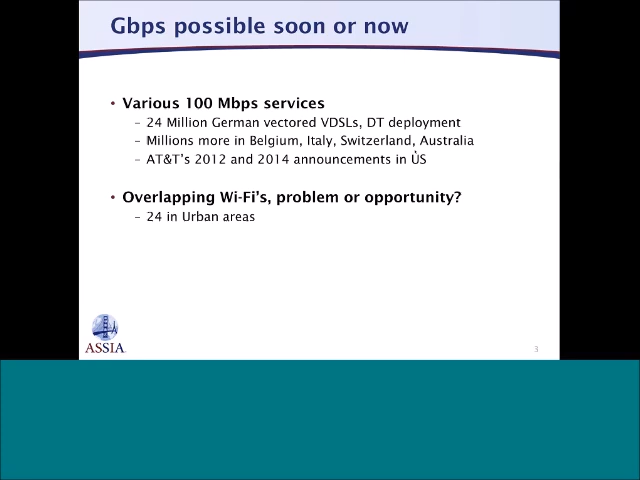 Gbps possible soon or now
• Various 100 Mbps services
– 24 Million German vectored VDSLs, DT deployment
– Millions more in Belgium, Italy, Switzerland, Australia
– AT&T's 2012 and 2014 announcements in US
• Overlapping Wi-Fi's, problem or opportunity?
– 24 in Urban areas
ASSIA
3